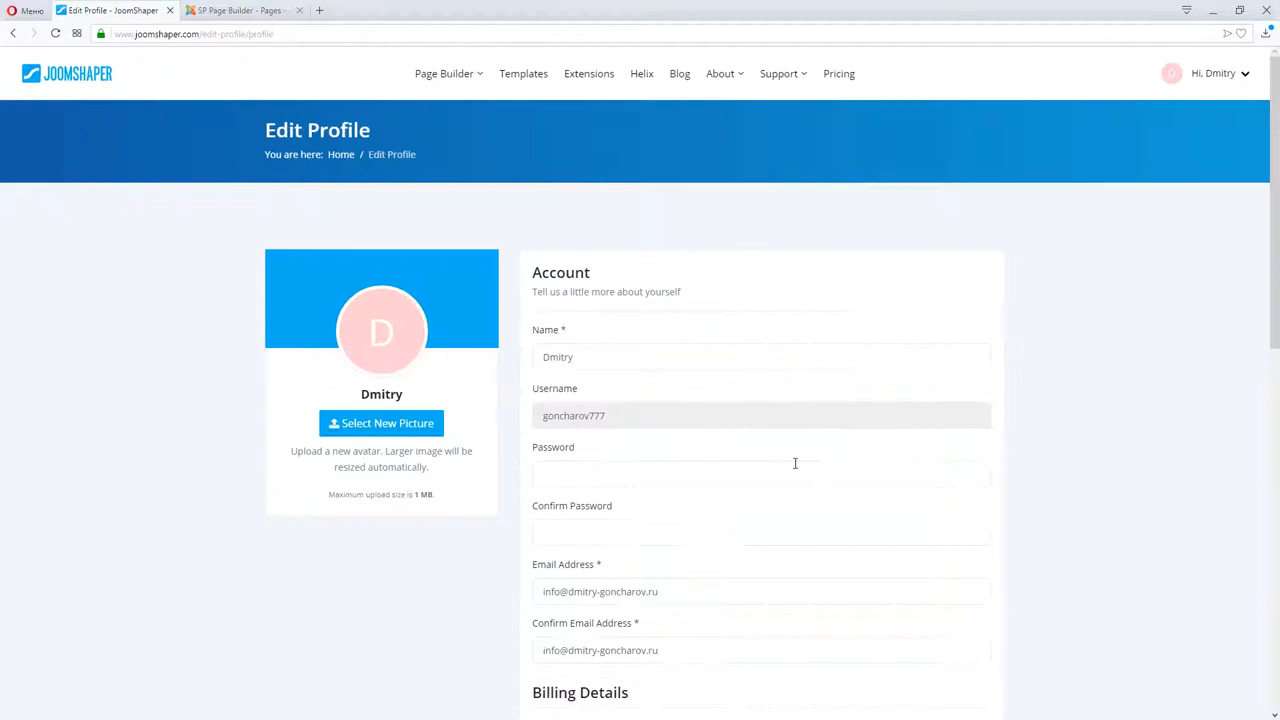 Меню
Edit Profile - JoomShaper
SP Page Builder - Pages -
www.joomshaper.com/edit-profile/profile
JOOMSHAPER
Page Builder
Templates
Extensions
Helix
Blog
About
Support
Pricing
D
Hi, Dmitry
Edit Profile
You are here: Home / Edit Profile
D
Dmitry
Select New Picture
Upload a new avatar. Larger image will be
resized automatically.
Maximum upload size is 1 MB.
Account
Tell us a little more about yourself
Name *
Dmitry
Username
goncharov777
Password
Confirm Password
Email Address *
info@dmitry-goncharov.ru
Confirm Email Address *
info@dmitry-goncharov.ru
Billing Details